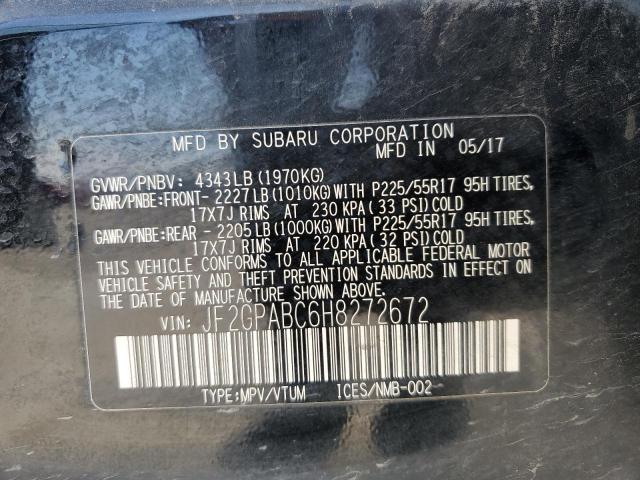 MFD BY SUBARU CORPORATION
MFD IN 05/17
GVWR/PNBV: 4343LB(1970KG)
GAWR/PNBE:FRONT-2227LB(1010KG)WITH P225/55R17 95H TIRES,
17X7J RIMS AT 230 KPA(33 PSI)COLD
GAWR/PNBE:REAR -2205LB(1000KG)WITH P225/55R17 95H TIRES,
17X7J RIMS AT 220 KPA(32 PSI)COLD
THIS VEHICLE CONFORMS TO ALL APPLICABLE FEDERAL MOTOR
VEHICLE SAFETY AND THEFT PREVENTION STANDARDS IN EFFECT ON
THE DATE OF MANUFACTURE SHOWN ABOVE.
VIN: JF2GPABC6H8272672
TYPE;MPV/VTUM ICES/NMB-002